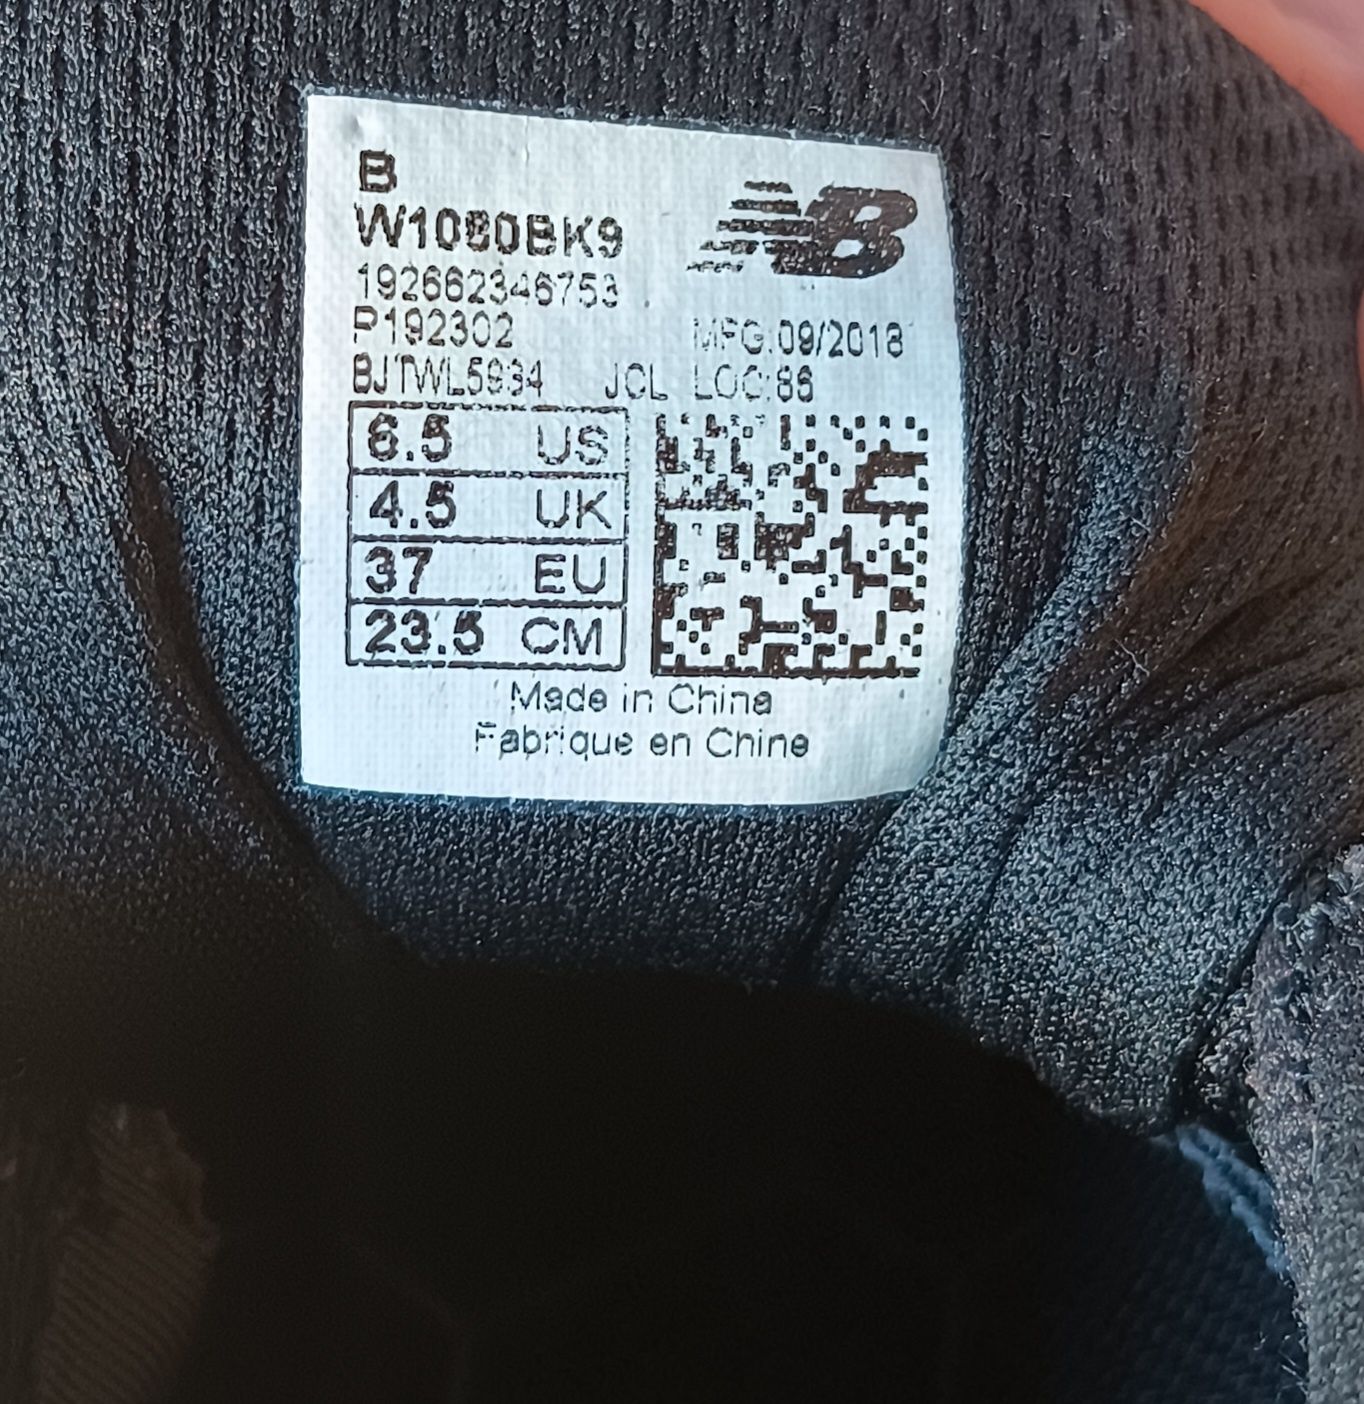 B
W1080BK9
NB
192662346753
P192302 MFG:09/2018
BJTWL5934 JCL LOC:86
6.5 US
4.5 UK
37 EU
23.5 CM
Made in China
Fabrique en Chine